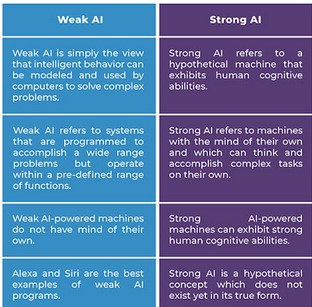 Weak AI
Strong AI
Weak AI is simply the view
that intelligent behavior can
be modeled and used by
computers to solve complex
problems.
Strong AI refers to a
hypothetical machine that
exhibits human cognitive
abilities.
Weak AI refers to systems
that are programmed to
accomplish a wide range
problems but operate
within a pre-defined range
of functions.
Strong AI refers to machines
with the mind of their own
and which can think and
accomplish complex tasks
on their own.
Weak AI-powered machines
do not have mind of their
own.
Strong AI-powered
machines can exhibit strong
human cognitive abilities.
Alexa and Siri are the best
examples of weak AI
programs.
Strong AI is a hypothetical
concept which does not
exist yet in its true form.